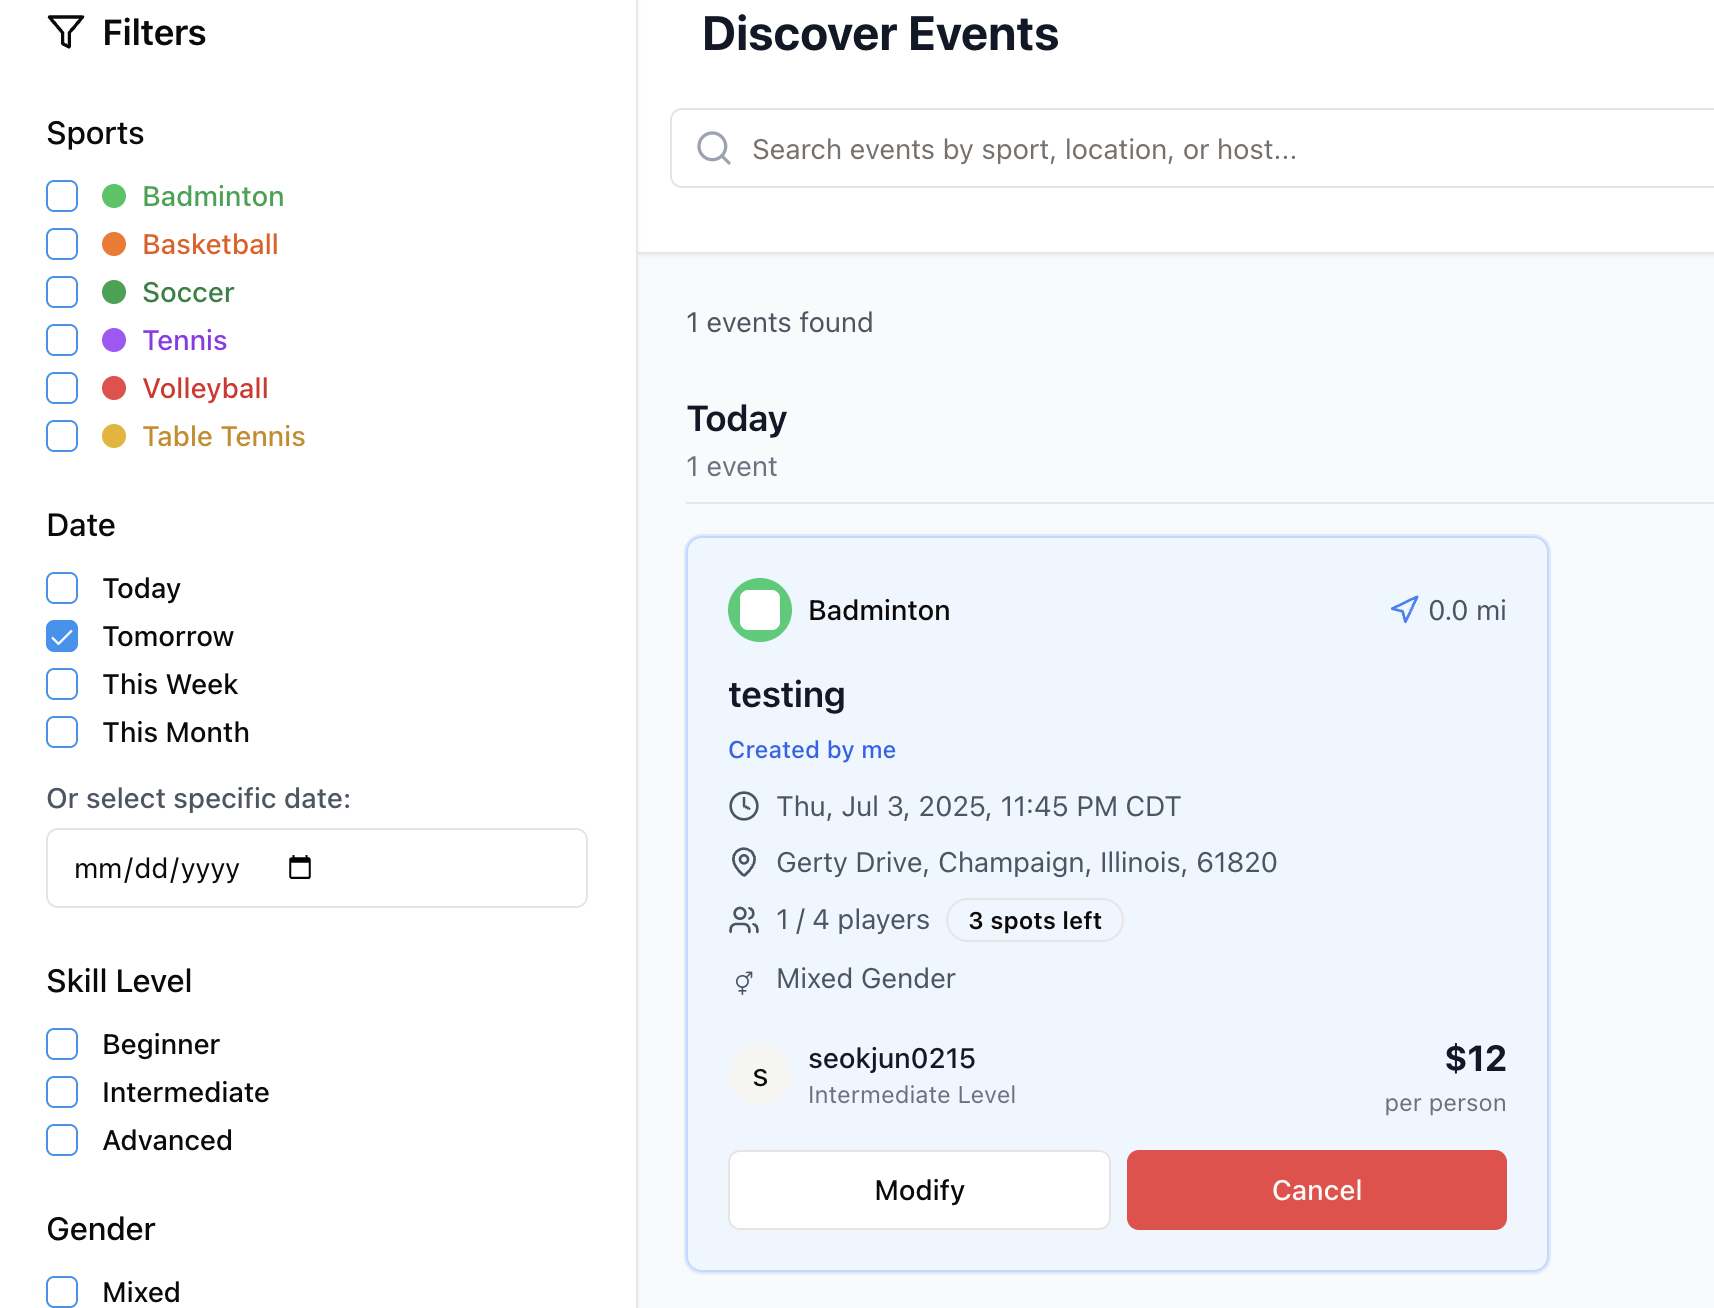 Filters
Sports
Badminton
Basketball
Soccer
Tennis
Volleyball
Table Tennis
Date
Today
Tomorrow
This Week
This Month
Or select specific date:
mm/dd/yyyy
Skill Level
Beginner
Intermediate
Advanced
Gender
Mixed
Discover Events
Search events by sport, location, or host...
1 events found
Today
1 event
Badminton
0.0 mi
testing
Created by me
Thu, Jul 3, 2025, 11:45 PM CDT
Gerty Drive, Champaign, Illinois, 61820
1 / 4 players 3 spots left
Mixed Gender
S
seokjun0215
Intermediate Level
$12
per person
Modify
Cancel